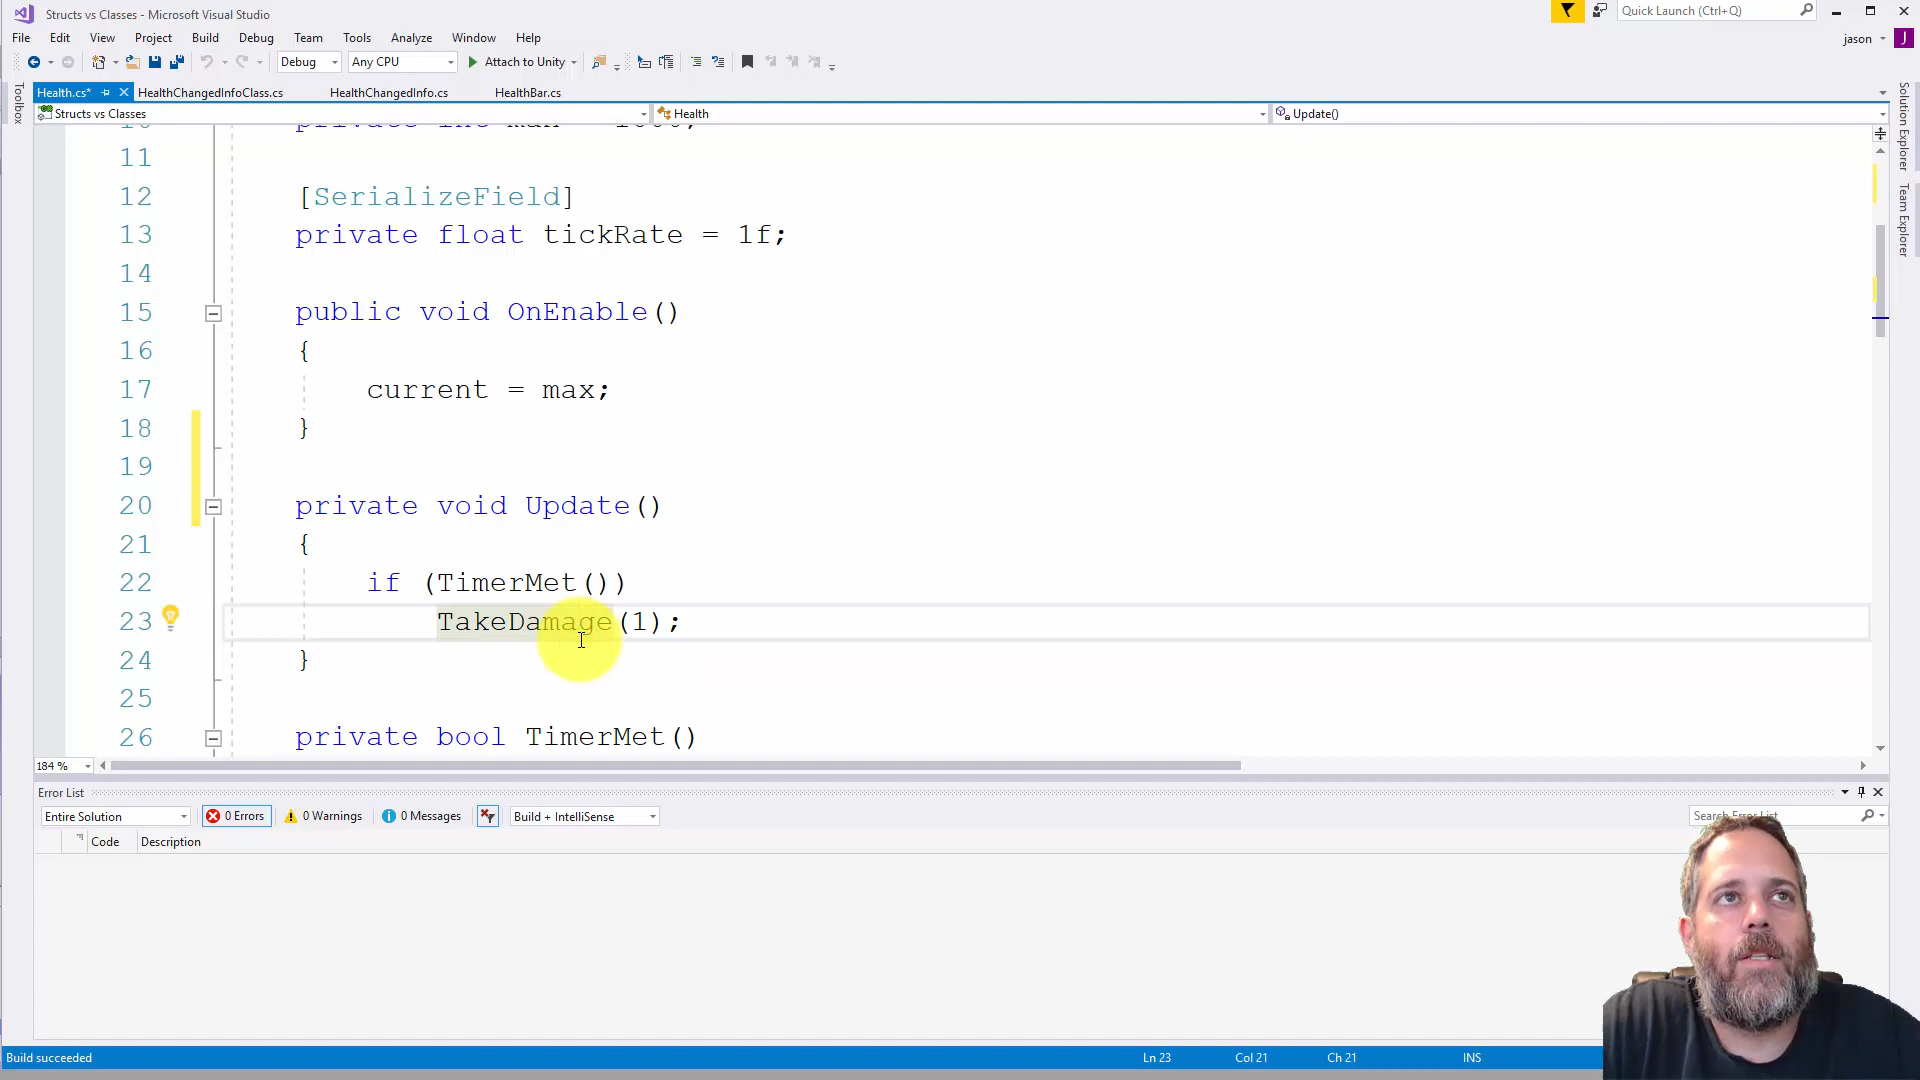 Structs vs Classes - Microsoft Visual Studio
Quick Launch (Ctrl+Q)
File Edit View Project Build Debug Team Tools Analyze Window Help
jason J
Debug Any CPU Attach to Unity
Health.cs* HealthChangedInfoClass.cs HealthChangedInfo.cs HealthBar.cs
Structs vs Classes Health Update()
Toolbox
Solution Explorer
Team Explorer
11
12 [SerializeField]
13 private float tickRate = 1f;
14
15 public void OnEnable()
16 {
17 current = max;
18 }
19
20 private void Update()
21 {
22 if (TimerMet())
23 TakeDamage(1);
24 }
25
26 private bool TimerMet()
184 %
Error List
Entire Solution 0 Errors 0 Warnings 0 Messages Build + IntelliSense
Search Error List
Code Description
Build succeeded Ln 23 Col 21 Ch 21 INS